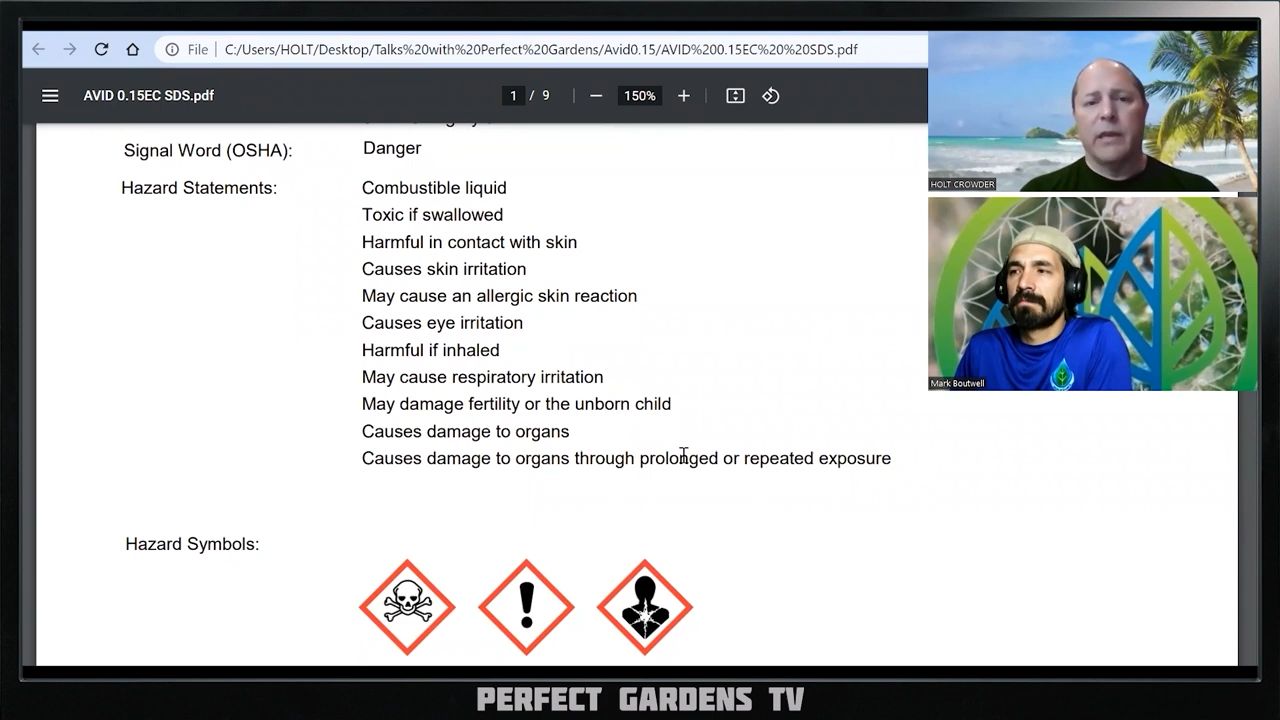 File C:/Users/HOLT/Desktop/Talks%20with%20Perfect%20Gardens/Avid0.15/AVID%200.15EC%20%20SDS.pdf
AVID 0.15EC SDS.pdf
1 / 9
150%
Signal Word (OSHA): Danger
Hazard Statements: Combustible liquid
Toxic if swallowed
Harmful in contact with skin
Causes skin irritation
May cause an allergic skin reaction
Causes eye irritation
Harmful if inhaled
May cause respiratory irritation
May damage fertility or the unborn child
Causes damage to organs
Causes damage to organs through prolonged or repeated exposure
Hazard Symbols:
HOLT CROWDER
Mark Boutwell
PERFECT GARDENS TV